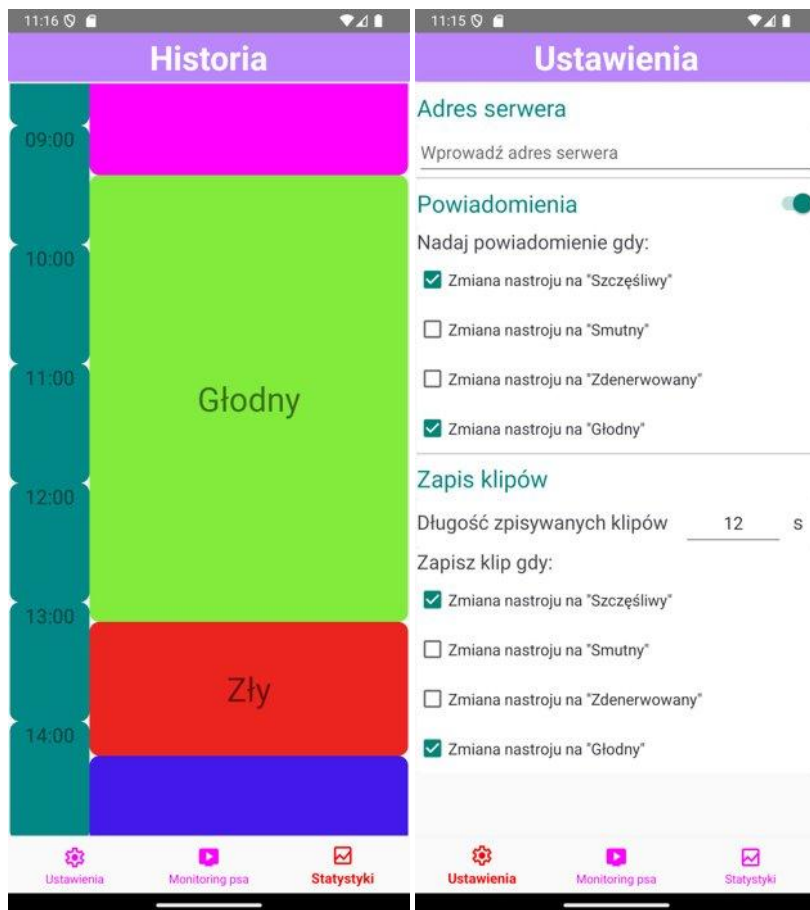 11:16
Historia
09:00
10:00
11:00
Głodny
12:00
13:00
Zły
14:00
Ustawienia
Monitoring psa
Statystyki
11:15
Ustawienia
Adres serwera
Wprowadź adres serwera
Powiadomienia
Nadaj powiadomienie gdy:
Zmiana nastroju na "Szczęśliwy"
Zmiana nastroju na "Smutny"
Zmiana nastroju na "Zdenerwowany"
Zmiana nastroju na "Głodny"
Zapis klipów
Długość zpisywanych klipów 12 s
Zapisz klip gdy:
Zmiana nastroju na "Szczęśliwy"
Zmiana nastroju na "Smutny"
Zmiana nastroju na "Zdenerwowany"
Zmiana nastroju na "Głodny"
Ustawienia
Monitoring psa
Statystyki